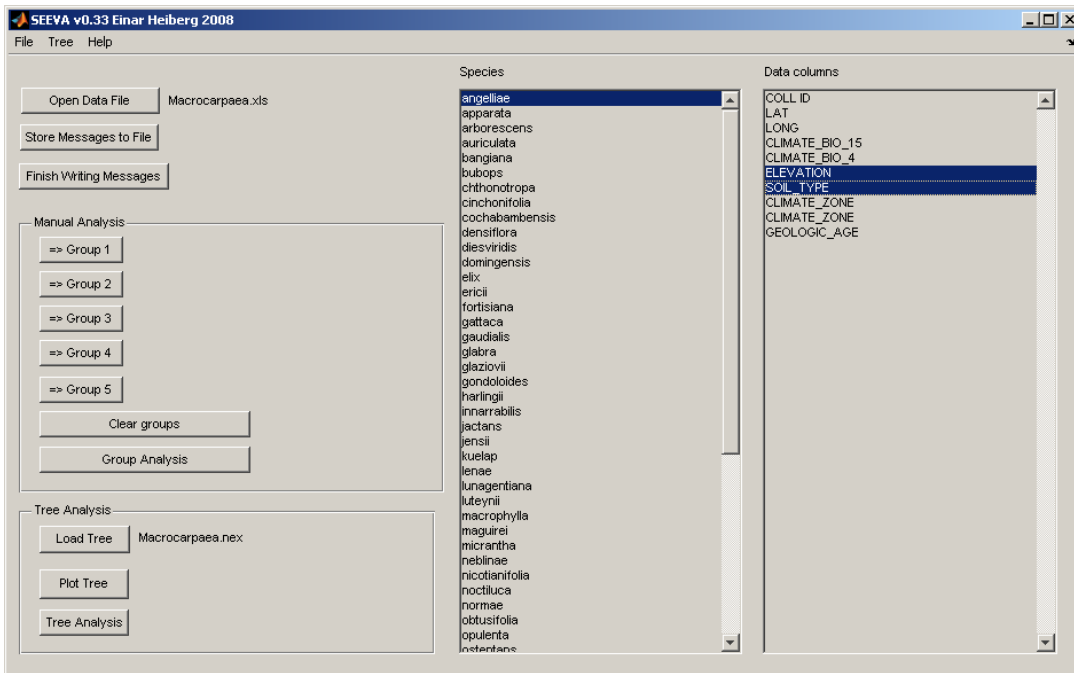 SEEVA v0.33 Einar Heiberg 2008
File Tree Help
Open Data File Macrocarpaea.xls
Store Messages to File
Finish Writing Messages
Manual Analysis
=> Group 1
=> Group 2
=> Group 3
=> Group 4
=> Group 5
Clear groups
Group Analysis
Tree Analysis
Load Tree Macrocarpaea.nex
Plot Tree
Tree Analysis
Species
angelliae
apparata
arborescens
auriculata
bangiana
bubops
chthonotropa
cinchonifolia
cochabambensis
densiflora
diesviridis
domingensis
elix
ericii
fortisiana
gattaca
gaudialis
glabra
glaziovii
gondoloides
harlingii
innarrabilis
jactans
jensii
kuelap
lenae
lunagentiana
luteynii
macrophylla
maguirei
micrantha
neblinae
nicotianifolia
noctiluca
normae
obtusifolia
opulenta
ostentans
Data columns
COLL ID
LAT
LONG
CLIMATE_BIO_15
CLIMATE_BIO_4
ELEVATION
SOIL_TYPE
CLIMATE_ZONE
CLIMATE_ZONE
GEOLOGIC_AGE